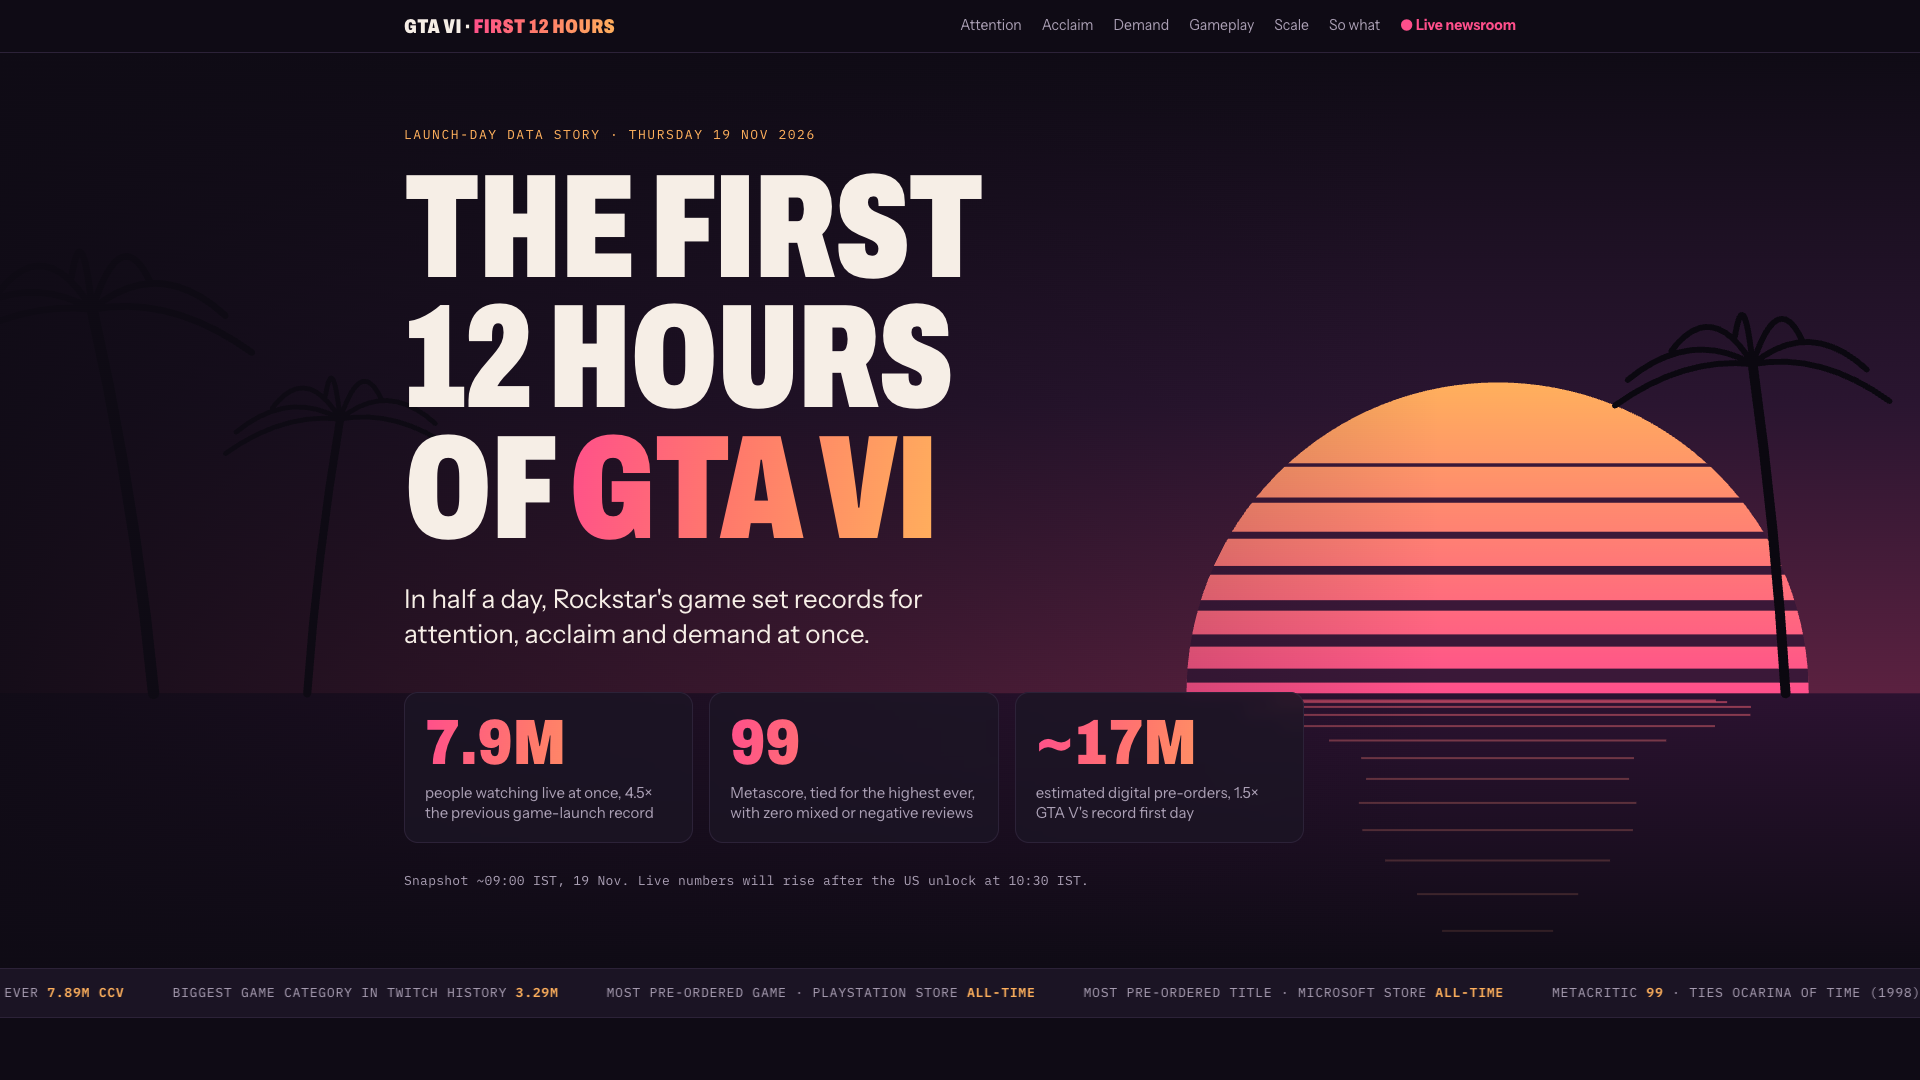 GTA VI · FIRST 12 HOURS
Attention Acclaim Demand Gameplay Scale So what Live newsroom
LAUNCH-DAY DATA STORY · THURSDAY 19 NOV 2026
THE FIRST
12 HOURS
OF GTA VI
In half a day, Rockstar's game set records for
attention, acclaim and demand at once.
7.9M
people watching live at once, 4.5×
the previous game-launch record
99
Metascore, tied for the highest ever,
with zero mixed or negative reviews
~17M
estimated digital pre-orders, 1.5×
GTA V's record first day
Snapshot ~09:00 IST, 19 Nov. Live numbers will rise after the US unlock at 10:30 IST.
EVER 7.89M CCV BIGGEST GAME CATEGORY IN TWITCH HISTORY 3.29M MOST PRE-ORDERED GAME · PLAYSTATION STORE ALL-TIME MOST PRE-ORDERED TITLE · MICROSOFT STORE ALL-TIME METACRITIC 99 · TIES OCARINA OF TIME (1998)